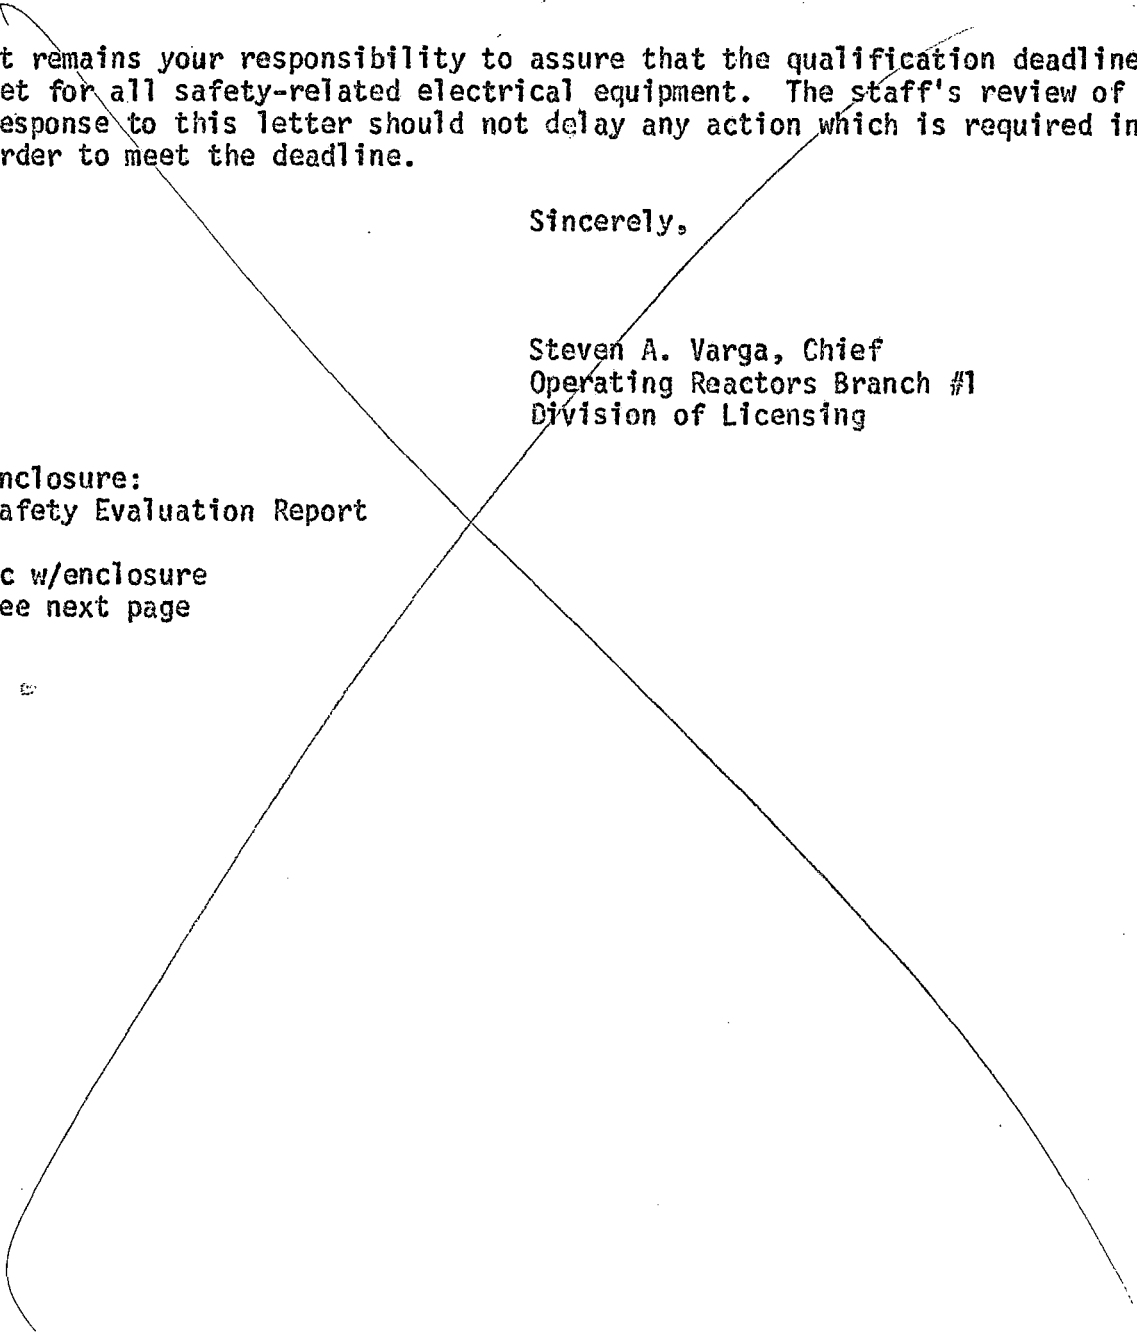 t remains your responsibility to assure that the qualification deadline
et for all safety-related electrical equipment. The staff's review of
esponse to this letter should not delay any action which is required in
rder to meet the deadline.
Sincerely,
Steven A. Varga, Chief
Operating Reactors Branch #1
Division of Licensing
nclosure:
afety Evaluation Report
c w/enclosure
ee next page